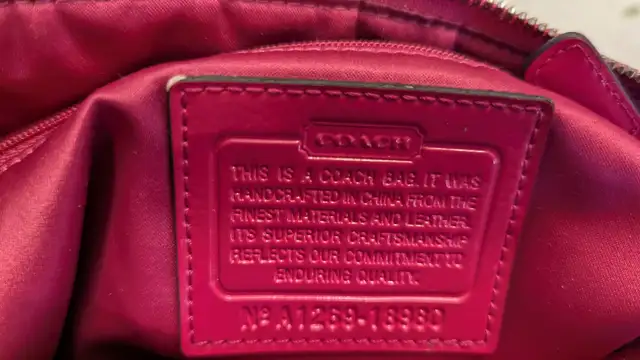 COACH
THIS IS A COACH BAG. IT WAS
HANDCRAFTED IN CHINA FROM THE
FINEST MATERIALS AND LEATHER.
ITS SUPERIOR CRAFTSMANSHIP
REFLECTS OUR COMMITMENT TO
ENDURING QUALITY.
Nº A1269-18980